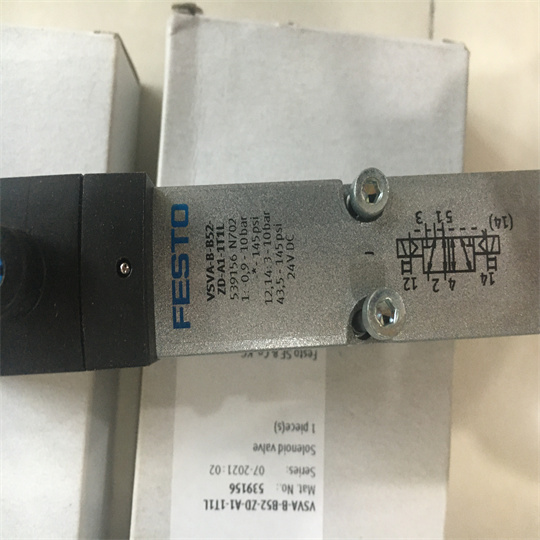 FESTO
VSVA-B-B52-
ZD-A1-1T1L
539156 N702
1: -0,9 - 10 bar
* - 145 psi
12,14: 3 - 10 bar
43,5 - 145 psi
24V DC
(14)
5 1 3
14
4 2
12
VSVA-B-B52-ZD-A1-1T1L
Mat. No.: 539156
Series: 07-2021:02
Solenoid valve
1 piece(s)
Festo SE & Co. KG